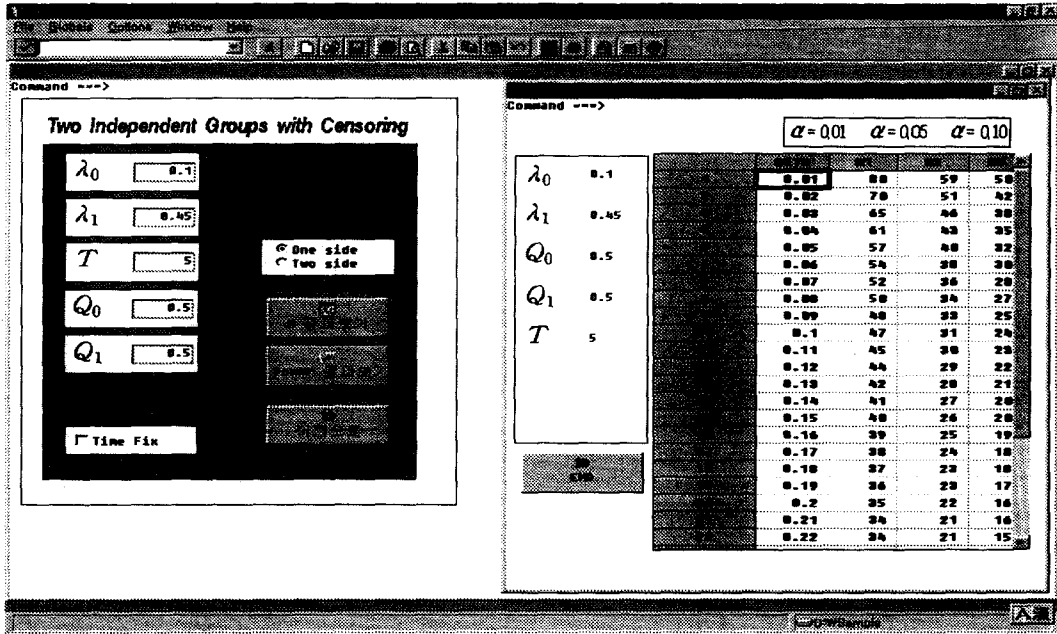 File Globals Options Window Help
Command --->
Two Independent Groups with Censoring
λ0 0.1
λ1 0.45
T 5
Q0 0.5
Q1 0.5
One side
Two side
Time Fix
Command --->
α = 0.01 α = 0.05 α = 0.10
λ0 0.1
λ1 0.45
Q0 0.5
Q1 0.5
T 5
END
0.01 80 59 50
0.02 70 51 42
0.03 65 46 38
0.04 61 43 35
0.05 57 40 32
0.06 54 38 30
0.07 52 36 28
0.08 50 34 27
0.09 48 33 25
0.1 47 31 24
0.11 45 30 23
0.12 44 29 22
0.13 42 28 21
0.14 41 27 20
0.15 40 26 20
0.16 39 25 19
0.17 38 24 18
0.18 37 23 18
0.19 36 23 17
0.2 35 22 16
0.21 34 21 16
0.22 34 21 15